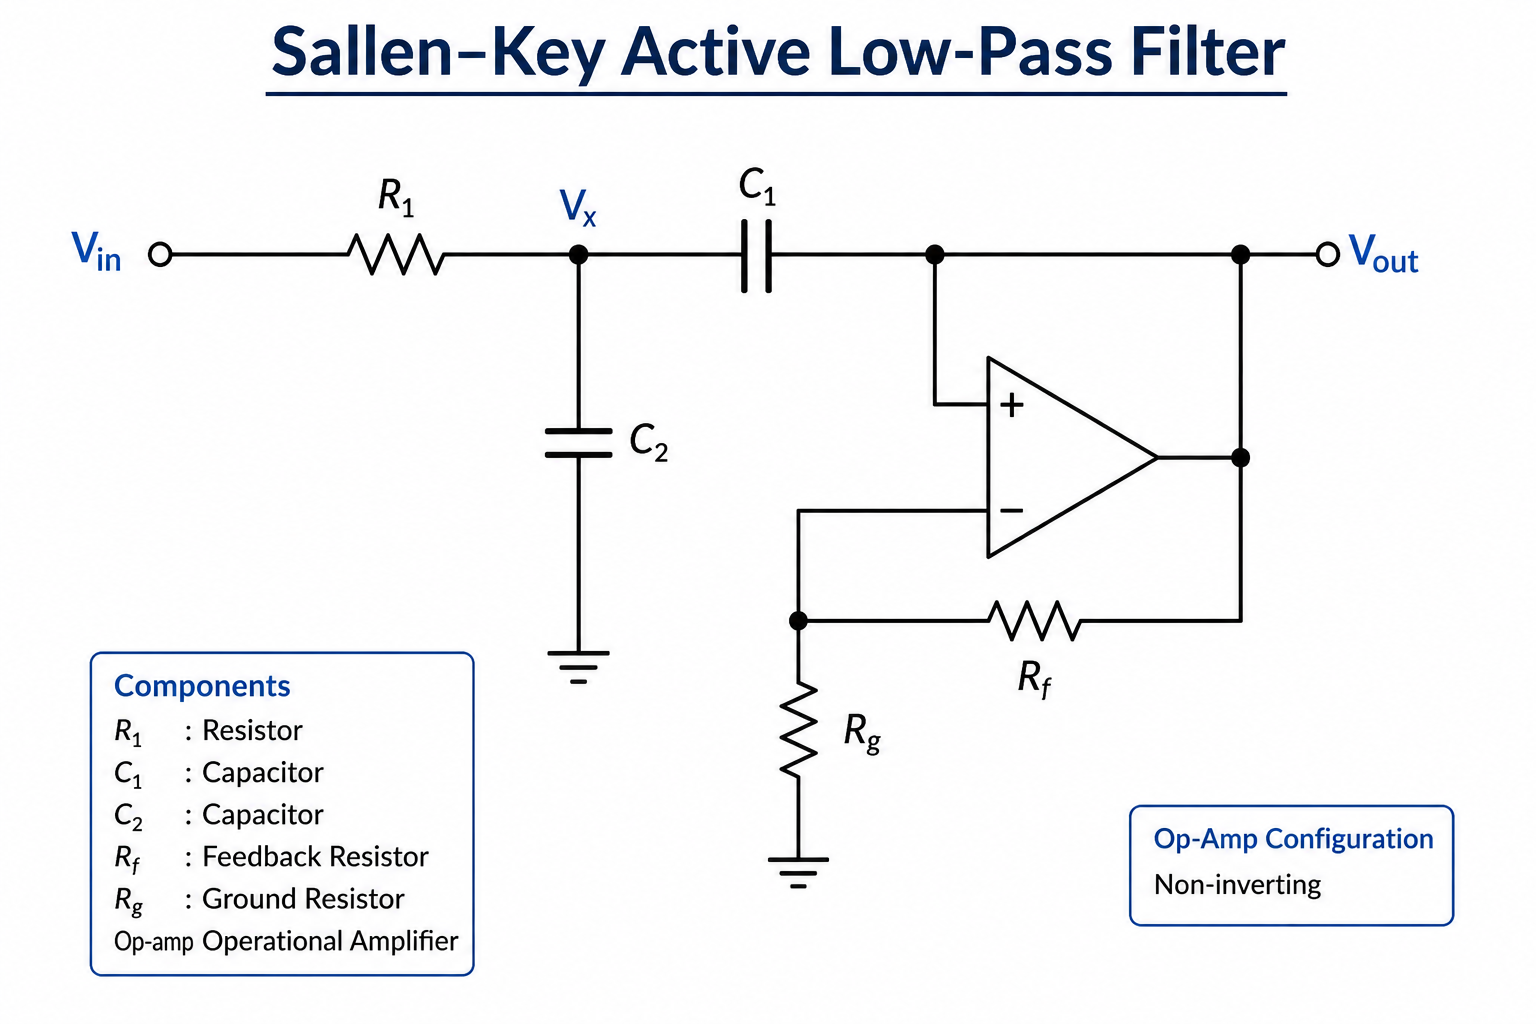 Sallen–Key Active Low-Pass Filter
R1
Vx
C1
Vin
Vout
+
C2
−
Rf
Rg
Components
R1 : Resistor
C1 : Capacitor
C2 : Capacitor
Rf : Feedback Resistor
Rg : Ground Resistor
Op-amp Operational Amplifier
Op-Amp Configuration
Non-inverting